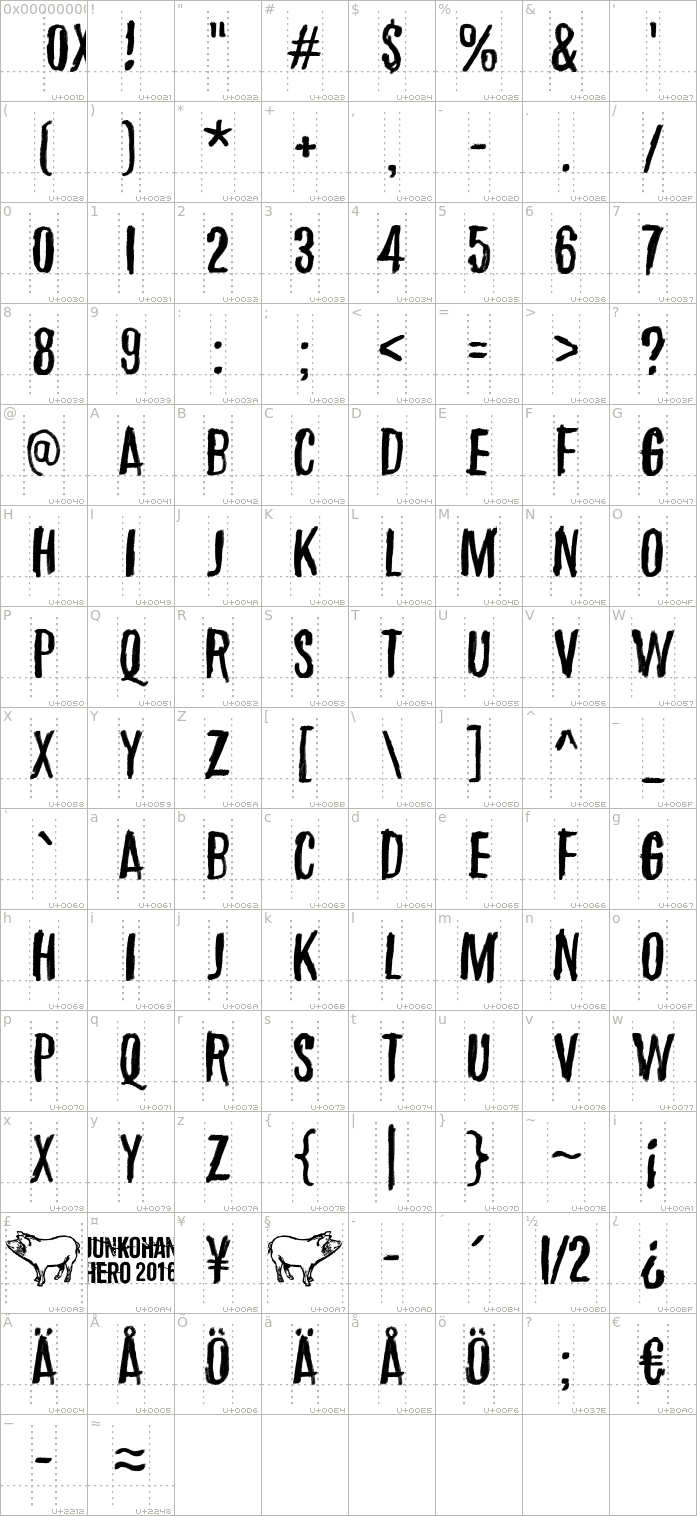 0x0000000( ! " # $ % & '
0X ! " # $ % & '
U+001D U+0021 U+0022 U+0023 U+0024 U+0025 U+0026 U+0027
( ) * + , - . /
( ) * + , - . /
U+0028 U+0029 U+002A U+002B U+002C U+002D U+002E U+002F
0 1 2 3 4 5 6 7
0 1 2 3 4 5 6 7
U+0030 U+0031 U+0032 U+0033 U+0034 U+0035 U+0036 U+0037
8 9 : ; < = > ?
8 9 : ; < = > ?
U+0038 U+0039 U+003A U+003B U+003C U+003D U+003E U+003F
@ A B C D E F G
@ A B C D E F G
U+0040 U+0041 U+0042 U+0043 U+0044 U+0045 U+0046 U+0047
H I J K L M N O
H I J K L M N O
U+0048 U+0049 U+004A U+004B U+004C U+004D U+004E U+004F
P Q R S T U V W
P Q R S T U V W
U+0050 U+0051 U+0052 U+0053 U+0054 U+0055 U+0056 U+0057
X Y Z [ \ ] ^ _
X Y Z [ \ ] ^ _
U+0058 U+0059 U+005A U+005B U+005C U+005D U+005E U+005F
` a b c d e f g
` A B C D E F G
U+0060 U+0061 U+0062 U+0063 U+0064 U+0065 U+0066 U+0067
h i j k l m n o
H I J K L M N O
U+0068 U+0069 U+006A U+006B U+006C U+006D U+006E U+006F
p q r s t u v w
P Q R S T U V W
U+0070 U+0071 U+0072 U+0073 U+0074 U+0075 U+0076 U+0077
x y z { | } ~ ¡
X Y Z { | } ~ ¡
U+0078 U+0079 U+007A U+007B U+007C U+007D U+007E U+00A1
£ ¤ ¥ § - ´ ½ ¿
JUNKOHAN
HERO 2016 ¥ - ´ 1/2 ¿
U+00A3 U+00A4 U+00A5 U+00A7 U+00AD U+00B4 U+00BD U+00BF
Ä Å Ö ä å ö ? €
Ä Å Ö Ä Å Ö ; €
U+00C4 U+00C5 U+00D6 U+00E4 U+00E5 U+00F6 U+037E U+20AC
− ≈
- ≈
U+2212 U+2248